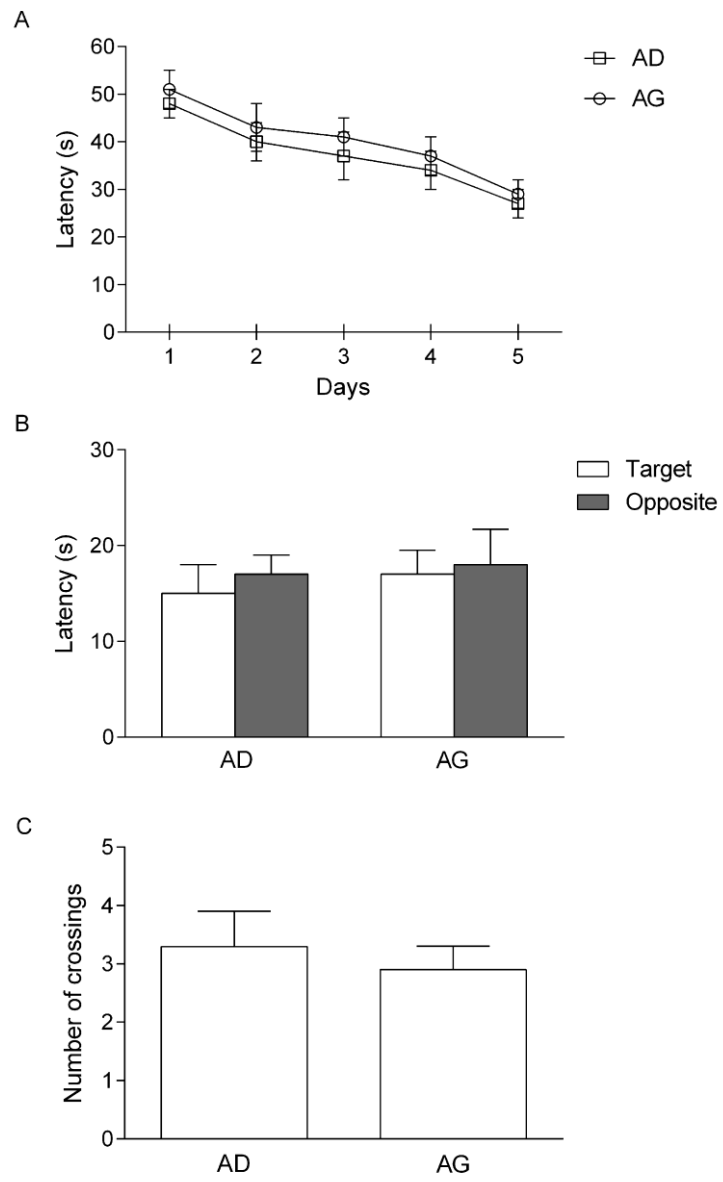 A
60
50
40
30
20
10
0
Latency (s)
1 2 3 4 5
Days
AD
AG
B
30
20
10
0
Latency (s)
AD AG
Target
Opposite
C
5
4
3
2
1
0
Number of crossings
AD AG